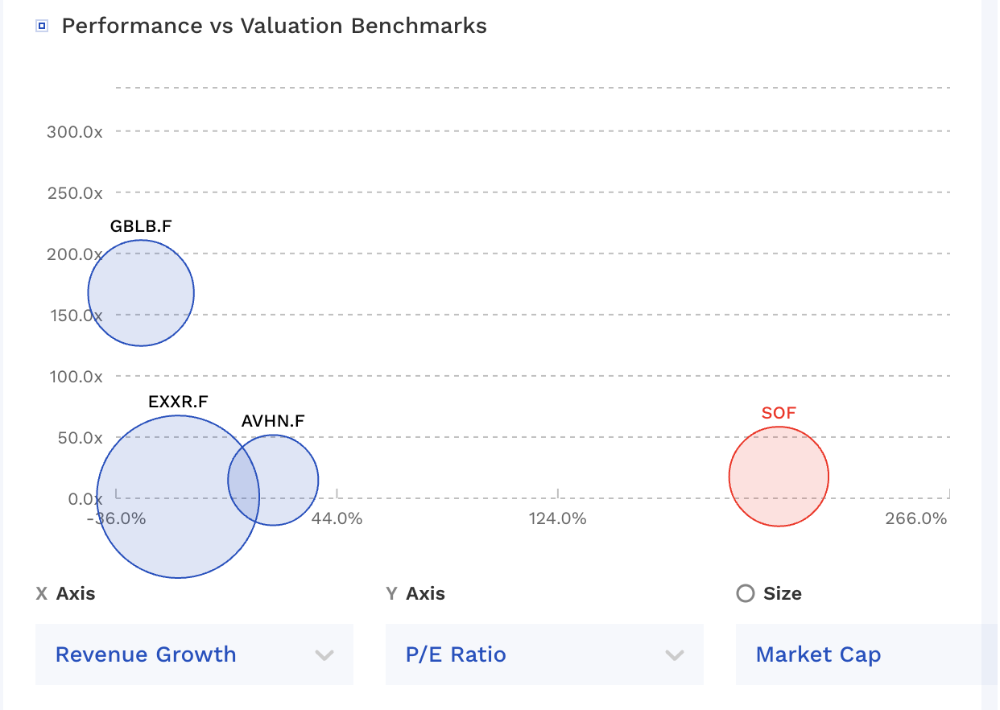 Performance vs Valuation Benchmarks
300.0x
250.0x
GBLB.F
200.0x
150.0x
100.0x
EXXR.F
AVHN.F
SOF
50.0x
0.0x
-36.0% 44.0% 124.0% 266.0%
X Axis Y Axis Size
Revenue Growth P/E Ratio Market Cap